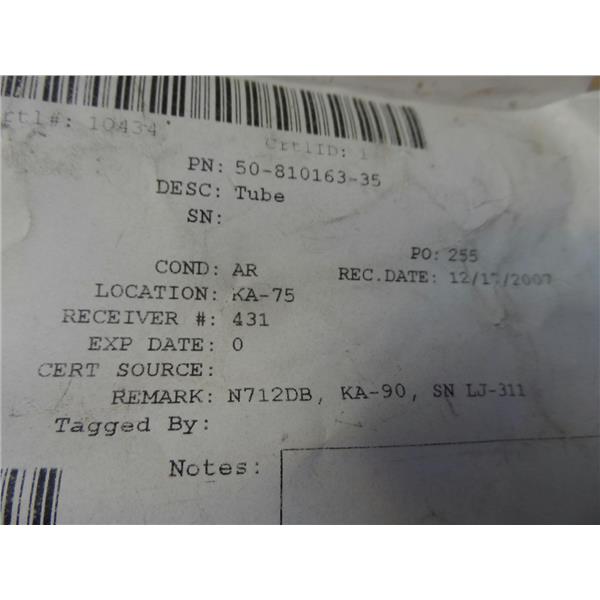 rtl#: 10434
CrtlID: 1
PN: 50-810163-35
DESC: Tube
SN:
PO: 255
COND: AR
REC.DATE: 12/17/2007
LOCATION: KA-75
RECEIVER #: 431
EXP DATE: 0
CERT SOURCE:
REMARK: N712DB, KA-90, SN LJ-311
Tagged By:
Notes: